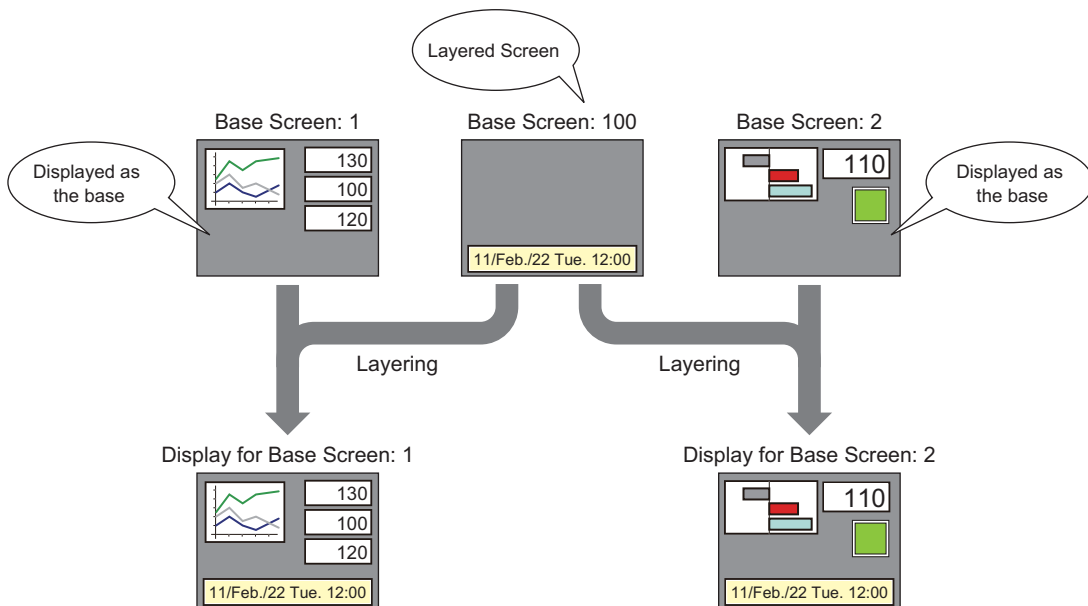 Layered Screen
Base Screen: 1
Base Screen: 100
Base Screen: 2
Displayed as
the base
130
100
120
11/Feb./22 Tue. 12:00
110
Displayed as
the base
Layering
Layering
Display for Base Screen: 1
Display for Base Screen: 2
130
100
120
11/Feb./22 Tue. 12:00
110
11/Feb./22 Tue. 12:00